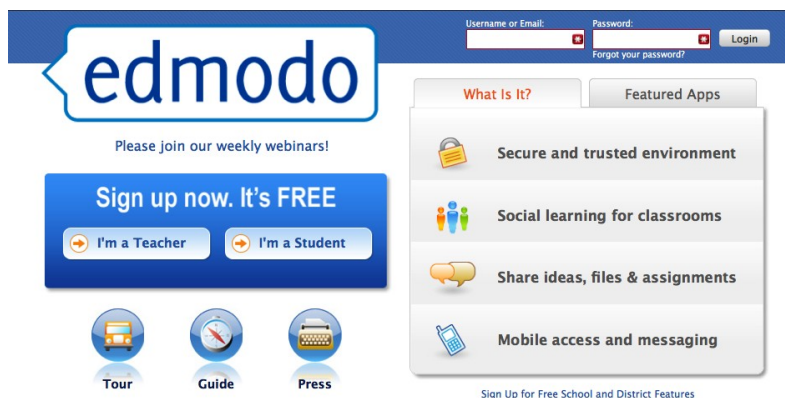 Username or Email:
Password:
Login
Forgot your password?
edmodo
Please join our weekly webinars!
Sign up now. It's FREE
I'm a Teacher
I'm a Student
Tour
Guide
Press
What Is It?
Featured Apps
Secure and trusted environment
Social learning for classrooms
Share ideas, files & assignments
Mobile access and messaging
Sign Up for Free School and District Features